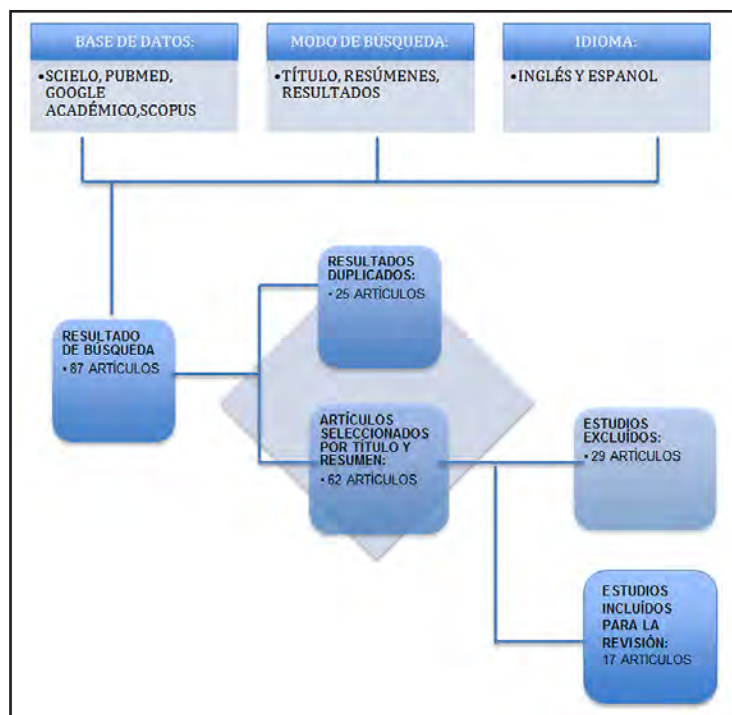 BASE DE DATOS:
•SCIELO, PUBMED,
GOOGLE
ACADÉMICO,SCOPUS
MODO DE BÚSQUEDA:
•TÍTULO, RESÚMENES,
RESULTADOS
IDIOMA:
•INGLÉS Y ESPANOL
RESULTADOS
DUPLICADOS:
• 25 ARTÍCULOS
RESULTADO
DE BÚSQUEDA
• 87 ARTÍCULOS
ARTÍCULOS
SELECCIONADOS
POR TÍTULO Y
RESUMEN:
• 62 ARTÍCULOS
ESTUDIOS
EXCLUÍDOS:
• 29 ARTÍCULOS
ESTUDIOS
INCLUÍDOS
PARA LA
REVISIÓN:
17 ARTÍCULOS